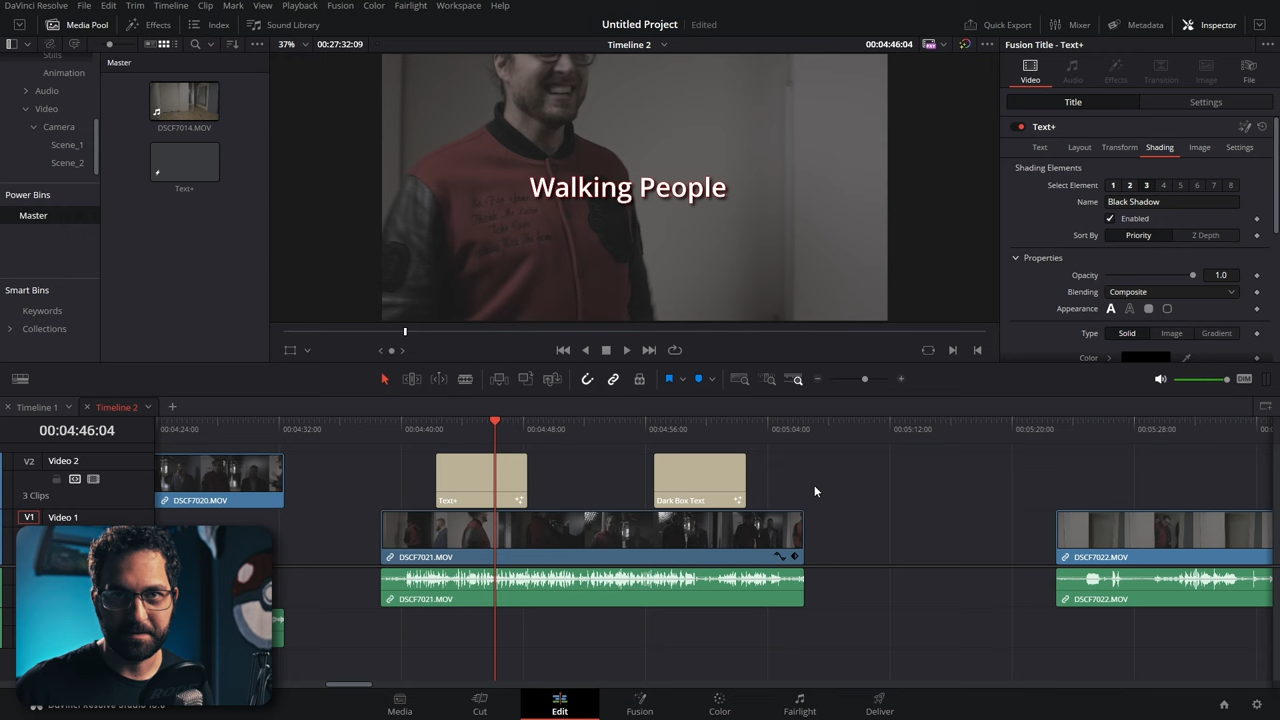 DaVinci Resolve File Edit Trim Timeline Clip Mark View Playback Fusion Color Fairlight Workspace Help
Media Pool Effects Index Sound Library Untitled Project Edited Quick Export Mixer Metadata Inspector
37% 00:27:32:09 Timeline 2 00:04:46:04 Fusion Title - Text+
Stills
Animation
Audio
Video
Camera
Scene_1
Scene_2
Power Bins
Master
Smart Bins
Keywords
Collections
Master
DSCF7014.MOV
Text+
Walking People
Video Audio Effects Transition Image File
Title Settings
Text+
Text Layout Transform Shading Image Settings
Shading Elements
Select Element 1 2 3 4 5 6 7 8
Name Black Shadow
Enabled
Sort By Priority Z Depth
Properties
Opacity 1.0
Blending Composite
Appearance A A
Type Solid Image Gradient
Color
DIM
Timeline 1 Timeline 2
00:04:46:04
00:04:24:00 00:04:32:00 00:04:40:00 00:04:48:00 00:04:56:00 00:05:04:00 00:05:12:00 00:05:20:00 00:05:28:00
V2 Video 2
3 Clips
DSCF7020.MOV Text+ Dark Box Text
V1 Video 1
DSCF7021.MOV DSCF7022.MOV
DSCF7021.MOV DSCF7022.MOV
Media Cut Edit Fusion Color Fairlight Deliver